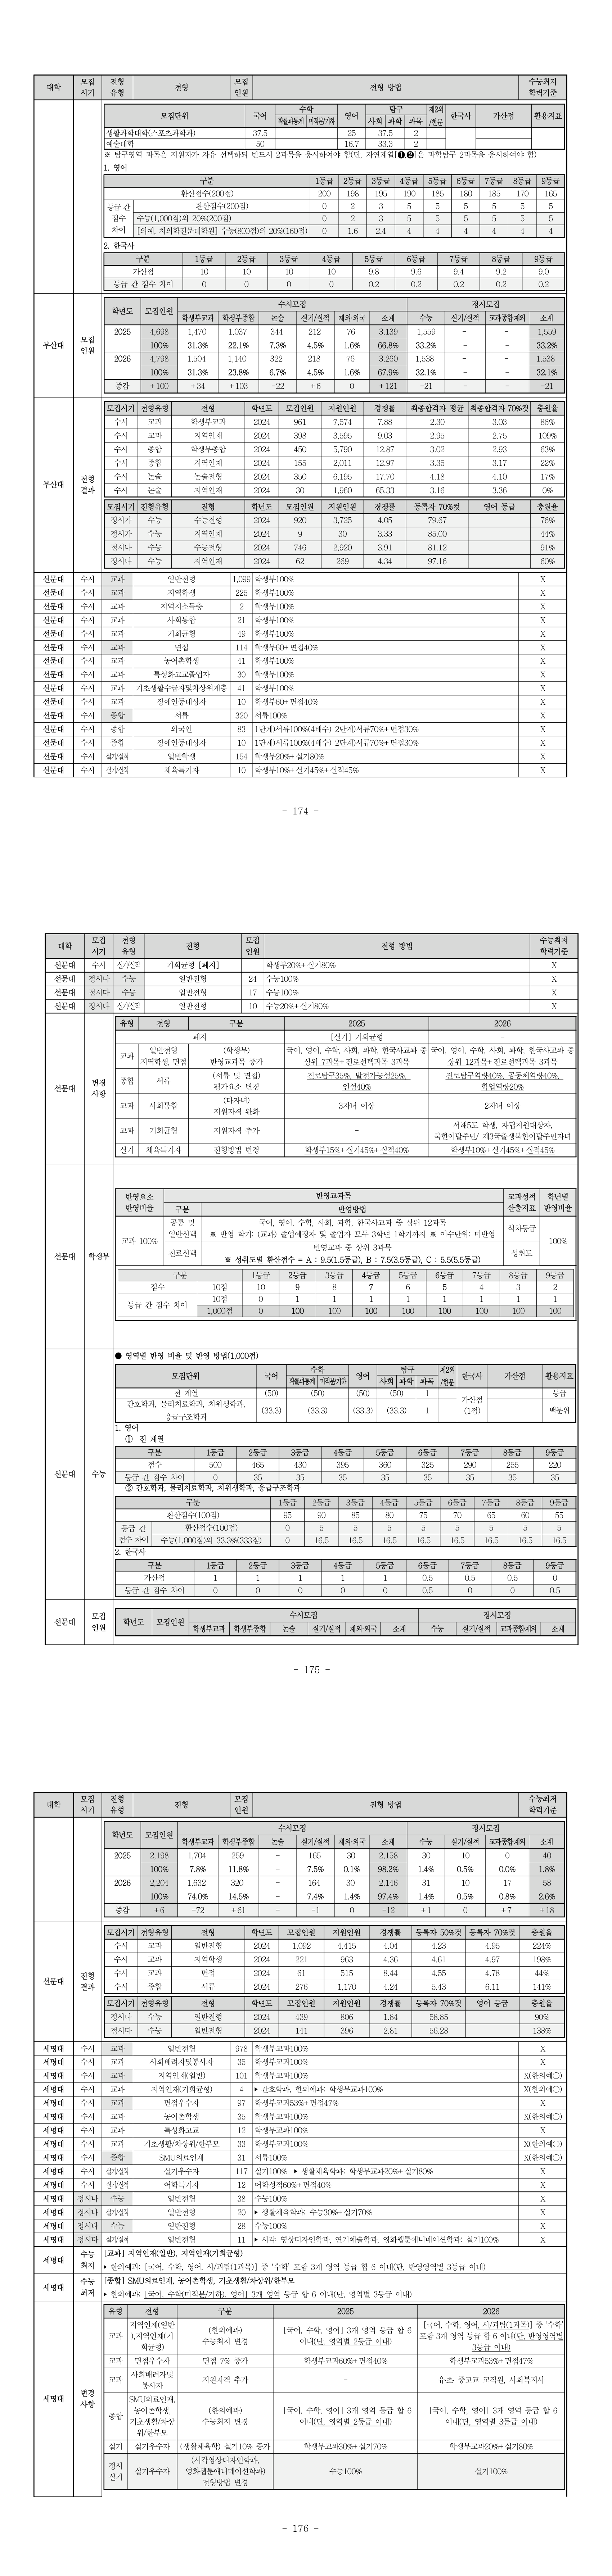 대학 모집시기 전형유형 전형 모집인원 전형 방법 수능최저학력기준
모집단위 국어 수학 영어 탐구 제2외/한문 한국사 가산점 활용지표
확률과통계 미적분/기하 사회 과학 과목
생활과학대학(스포츠과학과) 37.5 25 37.5 2
예술대학 50 16.7 33.3 2
※ 탐구영역 과목은 지원자가 자유 선택하되 반드시 2과목을 응시하여야 함(단, 자연계열[❶,❷]은 과학탐구 2과목을 응시하여야 함)
1. 영어
구분 1등급 2등급 3등급 4등급 5등급 6등급 7등급 8등급 9등급
환산점수(200점) 200 198 195 190 185 180 185 170 165
등급 간 점수 차이 환산점수(200점) 0 2 3 5 5 5 5 5 5
수능(1,000점)의 20%(200점) 0 2 3 5 5 5 5 5 5
[의예, 치의학전문대학원] 수능(800점)의 20%(160점) 0 1.6 2.4 4 4 4 4 4 4
2. 한국사
구분 1등급 2등급 3등급 4등급 5등급 6등급 7등급 8등급 9등급
가산점 10 10 10 10 9.8 9.6 9.4 9.2 9.0
등급 간 점수 차이 0 0 0 0 0.2 0.2 0.2 0.2 0.2
부산대 모집인원 학년도 모집인원 수시모집 정시모집
학생부교과 학생부종합 논술 실기/실적 재외·외국 소계 수능 실기/실적 교과종합재외 소계
2025 4,698 1,470 1,037 344 212 76 3,139 1,559 - - 1,559
100% 31.3% 22.1% 7.3% 4.5% 1.6% 66.8% 33.2% - - 33.2%
2026 4,798 1,504 1,140 322 218 76 3,260 1,538 - - 1,538
100% 31.3% 23.8% 6.7% 4.5% 1.6% 67.9% 32.1% - - 32.1%
증감 +100 +34 +103 -22 +6 0 +121 -21 - - -21
부산대 전형결과 모집시기 전형유형 전형 학년도 모집인원 지원인원 경쟁률 최종합격자 평균 최종합격자 70%컷 충원율
수시 교과 학생부교과 2024 961 7,574 7.88 2.30 3.03 86%
수시 교과 지역인재 2024 398 3,595 9.03 2.95 2.75 109%
수시 종합 학생부종합 2024 450 5,790 12.87 3.02 2.93 63%
수시 종합 지역인재 2024 155 2,011 12.97 3.35 3.17 22%
수시 논술 논술전형 2024 350 6,195 17.70 4.18 4.10 17%
수시 논술 지역인재 2024 30 1,960 65.33 3.16 3.36 0%
모집시기 전형유형 전형 학년도 모집인원 지원인원 경쟁률 등록자 70%컷 영어 등급 충원율
정시가 수능 수능전형 2024 920 3,725 4.05 79.67 76%
정시가 수능 지역인재 2024 9 30 3.33 85.00 44%
정시나 수능 수능전형 2024 746 2,920 3.91 81.12 91%
정시나 수능 지역인재 2024 62 269 4.34 97.16 60%
선문대 수시 교과 일반전형 1,099 학생부100% X
선문대 수시 교과 지역학생 225 학생부100% X
선문대 수시 교과 지역저소득층 2 학생부100% X
선문대 수시 교과 사회통합 21 학생부100% X
선문대 수시 교과 기회균형 49 학생부100% X
선문대 수시 교과 면접 114 학생부60+면접40% X
선문대 수시 교과 농어촌학생 41 학생부100% X
선문대 수시 교과 특성화고교졸업자 30 학생부100% X
선문대 수시 교과 기초생활수급자및차상위계층 41 학생부100% X
선문대 수시 교과 장애인등대상자 10 학생부60+면접40% X
선문대 수시 종합 서류 320 서류100% X
선문대 수시 종합 외국인 83 1단계)서류100%(4배수) 2단계)서류70%+면접30% X
선문대 수시 종합 장애인등대상자 10 1단계)서류100%(4배수) 2단계)서류70%+면접30% X
선문대 수시 실기/실적 일반학생 154 학생부20%+실기80% X
선문대 수시 실기/실적 체육특기자 10 학생부10%+실기45%+실적45% X
- 174 -
대학 모집시기 전형유형 전형 모집인원 전형 방법 수능최저학력기준
선문대 수시 실기/실적 기회균형 [폐지] 학생부20%+실기80% X
선문대 정시나 수능 일반전형 24 수능100% X
선문대 정시다 수능 일반전형 17 수능100% X
선문대 정시다 실기/실적 일반전형 10 수능20%+실기80% X
선문대 변경사항 유형 전형 구분 2025 2026
폐지 [실기] 기회균형 -
교과 일반전형 지역학생, 면접 (학생부) 반영교과목 증가 국어, 영어, 수학, 사회, 과학, 한국사교과 중 상위 7과목+진로선택과목 3과목 국어, 영어, 수학, 사회, 과학, 한국사교과 중 상위 12과목+진로선택과목 3과목
종합 서류 (서류 및 면접) 평가요소 변경 진로탐구35%, 발전가능성25%, 인성40% 진로탐구역량40%, 공동체역량40%, 학업역량20%
교과 사회통합 (다자녀) 지원자격 완화 3자녀 이상 2자녀 이상
교과 기회균형 지원자격 추가 - 서해5도 학생, 자립지원대상자, 북한이탈주민/ 제3국출생북한이탈주민자녀
실기 체육특기자 전형방법 변경 학생부15%+실기45%+실적40% 학생부10%+실기45%+실적45%
선문대 학생부 반영요소 반영비율 반영교과목 교과성적 산출지표 학년별 반영비율
구분 반영방법
교과 100% 공통 및 일반선택 국어, 영어, 수학, 사회, 과학, 한국사교과 중 상위 12과목 석차등급 100%
※ 반영 학기: (교과) 졸업예정자 및 졸업자 모두 3학년 1학기까지 ※ 이수단위: 미반영
진로선택 반영교과 중 상위 3과목 성취도
※ 성취도별 환산점수 = A : 9.5(1.5등급), B : 7.5(3.5등급), C : 5.5(5.5등급)
구분 1등급 2등급 3등급 4등급 5등급 6등급 7등급 8등급 9등급
점수 10점 10 9 8 7 6 5 4 3 2
등급 간 점수 차이 10점 0 1 1 1 1 1 1 1 1
1,000점 0 100 100 100 100 100 100 100 100
선문대 수능 ● 영역별 반영 비율 및 반영 방법(1,000점)
모집단위 국어 수학 영어 탐구 제2외/한문 한국사 가산점 활용지표
확률과통계 미적분/기하 사회 과학 과목
전 계열 (50) (50) (50) (50) 1 가산점(1점) 등급
간호학과, 물리치료학과, 치위생학과, 응급구조학과 (33.3) (33.3) (33.3) (33.3) 1 백분위
1. 영어
① 전 계열
구분 1등급 2등급 3등급 4등급 5등급 6등급 7등급 8등급 9등급
점수 500 465 430 395 360 325 290 255 220
등급 간 점수 차이 0 35 35 35 35 35 35 35 35
② 간호학과, 물리치료학과, 치위생학과, 응급구조학과
구분 1등급 2등급 3등급 4등급 5등급 6등급 7등급 8등급 9등급
환산점수(100점) 95 90 85 80 75 70 65 60 55
등급 간 점수 차이 환산점수(100점) 0 5 5 5 5 5 5 5 5
수능(1,000점)의 33.3%(333점) 0 16.5 16.5 16.5 16.5 16.5 16.5 16.5 16.5
2. 한국사
구분 1등급 2등급 3등급 4등급 5등급 6등급 7등급 8등급 9등급
가산점 1 1 1 1 1 0.5 0.5 0.5 0
등급 간 점수 차이 0 0 0 0 0 0.5 0 0 0.5
선문대 모집인원 학년도 모집인원 수시모집 정시모집
학생부교과 학생부종합 논술 실기/실적 재외·외국 소계 수능 실기/실적 교과종합재외 소계
- 175 -
대학 모집시기 전형유형 전형 모집인원 전형 방법 수능최저학력기준
학년도 모집인원 수시모집 정시모집
학생부교과 학생부종합 논술 실기/실적 재외·외국 소계 수능 실기/실적 교과종합재외 소계
2025 2,198 1,704 259 - 165 30 2,158 30 10 0 40
100% 7.8% 11.8% - 7.5% 0.1% 98.2% 1.4% 0.5% 0.0% 1.8%
2026 2,204 1,632 320 - 164 30 2,146 31 10 17 58
100% 74.0% 14.5% - 7.4% 1.4% 97.4% 1.4% 0.5% 0.8% 2.6%
증감 +6 -72 +61 - -1 0 -12 +1 0 +7 +18
선문대 전형결과 모집시기 전형유형 전형 학년도 모집인원 지원인원 경쟁률 등록자 50%컷 등록자 70%컷 충원율
수시 교과 일반전형 2024 1,092 4,415 4.04 4.23 4.95 224%
수시 교과 지역학생 2024 221 963 4.36 4.61 4.97 198%
수시 교과 면접 2024 61 515 8.44 4.55 4.78 44%
수시 종합 서류 2024 276 1,170 4.24 5.43 6.11 141%
모집시기 전형유형 전형 학년도 모집인원 지원인원 경쟁률 등록자 70%컷 영어 등급 충원율
정시나 수능 일반전형 2024 439 806 1.84 58.85 90%
정시다 수능 일반전형 2024 141 396 2.81 56.28 138%
세명대 수시 교과 일반전형 978 학생부교과100% X
세명대 수시 교과 사회배려자및봉사자 35 학생부교과100% X
세명대 수시 교과 지역인재(일반) 101 학생부교과100% X(한의예○)
세명대 수시 교과 지역인재(기회균형) 4 ▶ 간호학과, 한의예과: 학생부교과100% X(한의예○)
세명대 수시 교과 면접우수자 97 학생부교과53%+면접47% X
세명대 수시 교과 농어촌학생 35 학생부교과100% X(한의예○)
세명대 수시 교과 특성화고교 12 학생부교과100% X
세명대 수시 교과 기초생활/차상위/한부모 33 학생부교과100% X(한의예○)
세명대 수시 종합 SMU의료인재 31 서류100% X(한의예○)
세명대 수시 실기/실적 실기우수자 117 실기100% ▶ 생활체육학과: 학생부교과20%+실기80% X
세명대 수시 실기/실적 어학특기자 12 어학성적60%+면접40% X
세명대 정시나 수능 일반전형 38 수능100% X
세명대 정시나 실기/실적 일반전형 20 ▶ 생활체육학과: 수능30%+실기70% X
세명대 정시다 수능 일반전형 28 수능100% X
세명대 정시다 실기/실적 일반전형 11 ▶ 시각·영상디자인학과, 연기예술학과, 영화웹툰애니메이션학과: 실기100% X
세명대 수능최저 [교과] 지역인재(일반), 지역인재(기회균형)
▶ 한의예과: [국어, 수학, 영어, 사/과탐(1과목)] 중 '수학' 포함 3개 영역 등급 합 6 이내(단, 반영영역별 3등급 이내)
세명대 수능최저 [종합] SMU의료인재, 농어촌학생, 기초생활/차상위/한부모
▶ 한의예과: [국어, 수학(미적분/기하), 영어] 3개 영역 등급 합 6 이내(단, 영역별 3등급 이내)
세명대 변경사항 유형 전형 구분 2025 2026
교과 지역인재(일반),지역인재(기회균형) (한의예과) 수능최저 변경 [국어, 수학, 영어] 3개 영역 등급 합 6 이내(단, 영역별 2등급 이내) [국어, 수학, 영어, 사/과탐(1과목)] 중 '수학' 포함 3개 영역 등급 합 6 이내(단, 반영영역별 3등급 이내)
교과 면접우수자 면접 7% 증가 학생부교과60%+면접40% 학생부교과53%+면접47%
교과 사회배려자및봉사자 지원자격 추가 - 유·초·중고교 교직원, 사회복지사
종합 SMU의료인재, 농어촌학생, 기초생활/차상위/한부모 (한의예과) 수능최저 변경 [국어, 수학, 영어] 3개 영역 등급 합 6 이내(단, 영역별 2등급 이내) [국어, 수학, 영어] 3개 영역 등급 합 6 이내(단, 영역별 3등급 이내)
실기 실기우수자 (생활체육학) 실기10% 증가 학생부교과30%+실기70% 학생부교과20%+실기80%
정시실기 실기우수자 (시각영상디자인학과, 영화웹툰애니메이션학과) 전형방법 변경 수능100% 실기100%
- 176 -